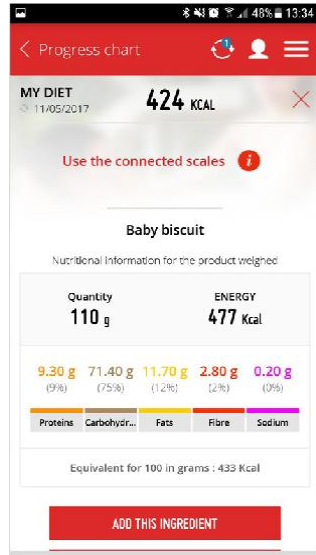 48% 13:34
Progress chart 1
MY DIET
11/05/2017
424 KCAL
Use the connected scales i
Baby biscuit
Nutritional information for the product weighed
Quantity ENERGY
110 g 477 Kcal
9.30 g 71.40 g 11.70 g 2.80 g 0.20 g
(9%) (75%) (12%) (2%) (0%)
Proteins Carbohydr... Fats Fibre Sodium
Equivalent for 100 in grams : 433 Kcal
ADD THIS INGREDIENT